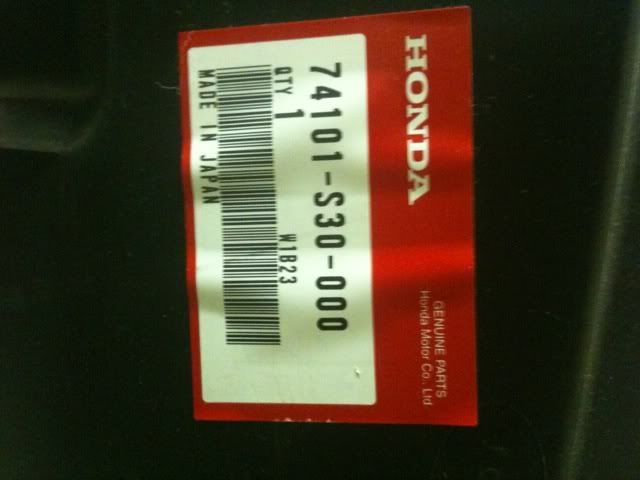 HONDA
GENUINE PARTS
Honda Motor Co., Ltd
74101-S30-000
QTY 1
W1B23
MADE IN JAPAN